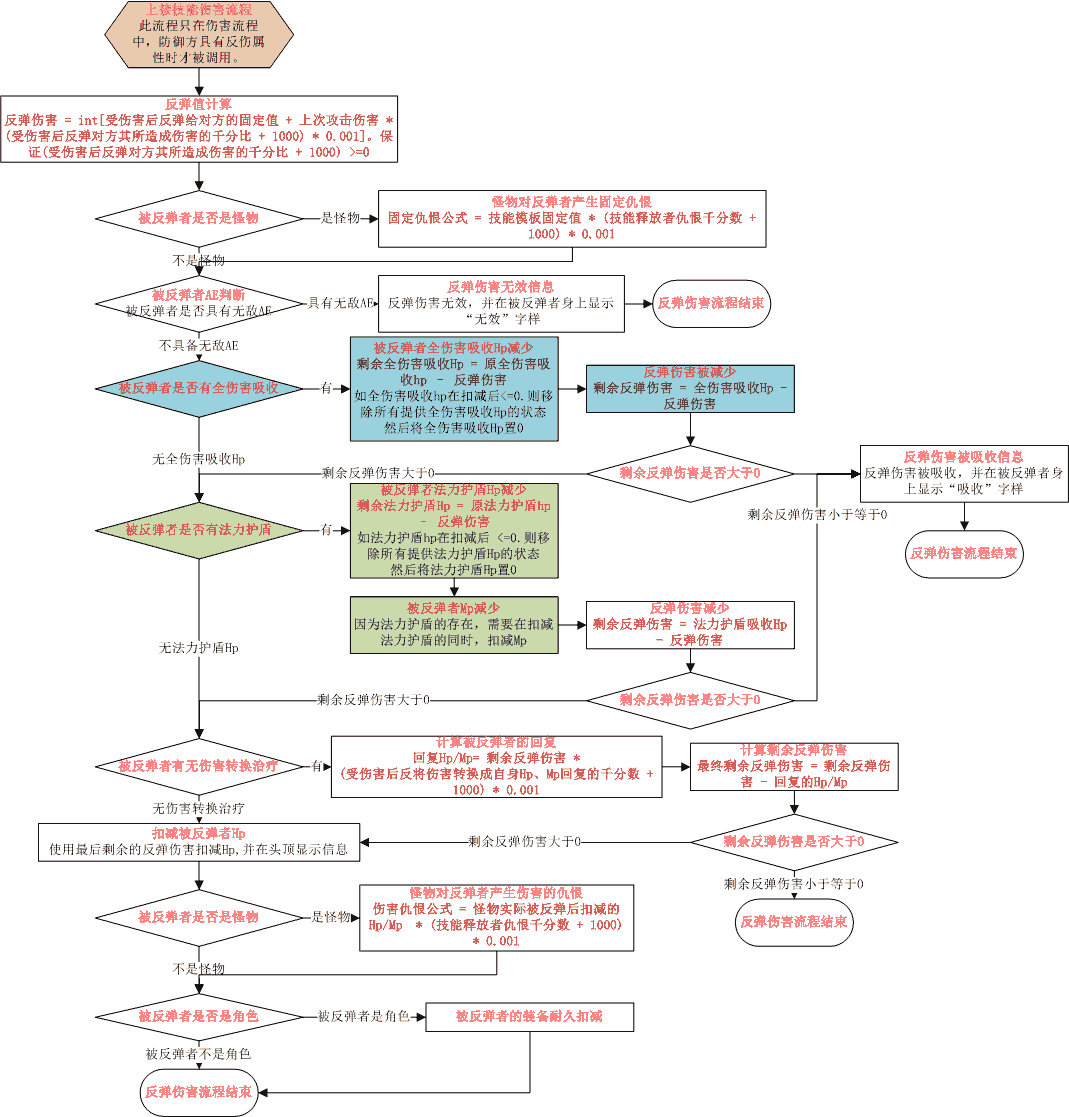 上接技能伤害流程
此流程只在伤害流程
中，防御方具有反伤属
性时才被调用。
反弹值计算
反弹伤害 = int[受伤害后反弹给对方的固定值 + 上次攻击伤害 *
(受伤害后反弹对方其所造成伤害的千分比 + 1000) * 0.001]。保
证(受伤害后反弹对方其所造成伤害的千分比 + 1000) >=0
被反弹者是否是怪物
是怪物
怪物对反弹者产生固定仇恨
固定仇恨公式 = 技能模板固定值 * (技能释放者仇恨千分数 +
1000) * 0.001
不是怪物
被反弹者AE判断
被反弹者是否具有无敌AE
具有无敌AE
反弹伤害无效信息
反弹伤害无效，并在被反弹者身上显示
“无效”字样
反弹伤害流程结束
不具备无敌AE
被反弹者是否有全伤害吸收
有
被反弹者全伤害吸收Hp减少
剩余全伤害吸收Hp = 原全伤害吸
收hp - 反弹伤害
如全伤害吸收hp在扣减后<=0.则移
除所有提供全伤害吸收Hp的状态
然后将全伤害吸收Hp置0
反弹伤害被减少
剩余反弹伤害 = 全伤害吸收Hp -
反弹伤害
无全伤害吸收Hp
剩余反弹伤害大于0
剩余反弹伤害是否大于0
反弹伤害被吸收信息
反弹伤害被吸收，并在被反弹者身
上显示“吸收”字样
剩余反弹伤害小于等于0
反弹伤害流程结束
被反弹者是否有法力护盾
有
被反弹者法力护盾Hp减少
剩余法力护盾Hp = 原法力护盾hp
- 反弹伤害
如法力护盾hp在扣减后 <=0.则移
除所有提供法力护盾Hp的状态
然后将法力护盾Hp置0
被反弹者Mp减少
因为法力护盾的存在，需要在扣减
法力护盾的同时，扣减Mp
反弹伤害减少
剩余反弹伤害 = 法力护盾吸收Hp
- 反弹伤害
无法力护盾Hp
剩余反弹伤害大于0
剩余反弹伤害是否大于0
被反弹者有无伤害转换治疗
有
计算被反弹者的回复
回复Hp/Mp= 剩余反弹伤害 *
(受伤害后反将伤害转换成自身Hp、Mp回复的千分数 +
1000) * 0.001
计算剩余反弹伤害
最终剩余反弹伤害 = 剩余反弹伤
害 - 回复的Hp/Mp
无伤害转换治疗
扣减被反弹者Hp
使用最后剩余的反弹伤害扣减Hp,并在头顶显示信息
剩余反弹伤害大于0
剩余反弹伤害是否大于0
剩余反弹伤害小于等于0
反弹伤害流程结束
被反弹者是否是怪物
是怪物
怪物对反弹者产生伤害的仇恨
伤害仇恨公式 = 怪物实际被反弹后扣减的
Hp/Mp * (技能释放者仇恨千分数 + 1000)
* 0.001
不是怪物
被反弹者是否是角色
被反弹者是角色
被反弹者的装备耐久扣减
被反弹者不是角色
反弹伤害流程结束